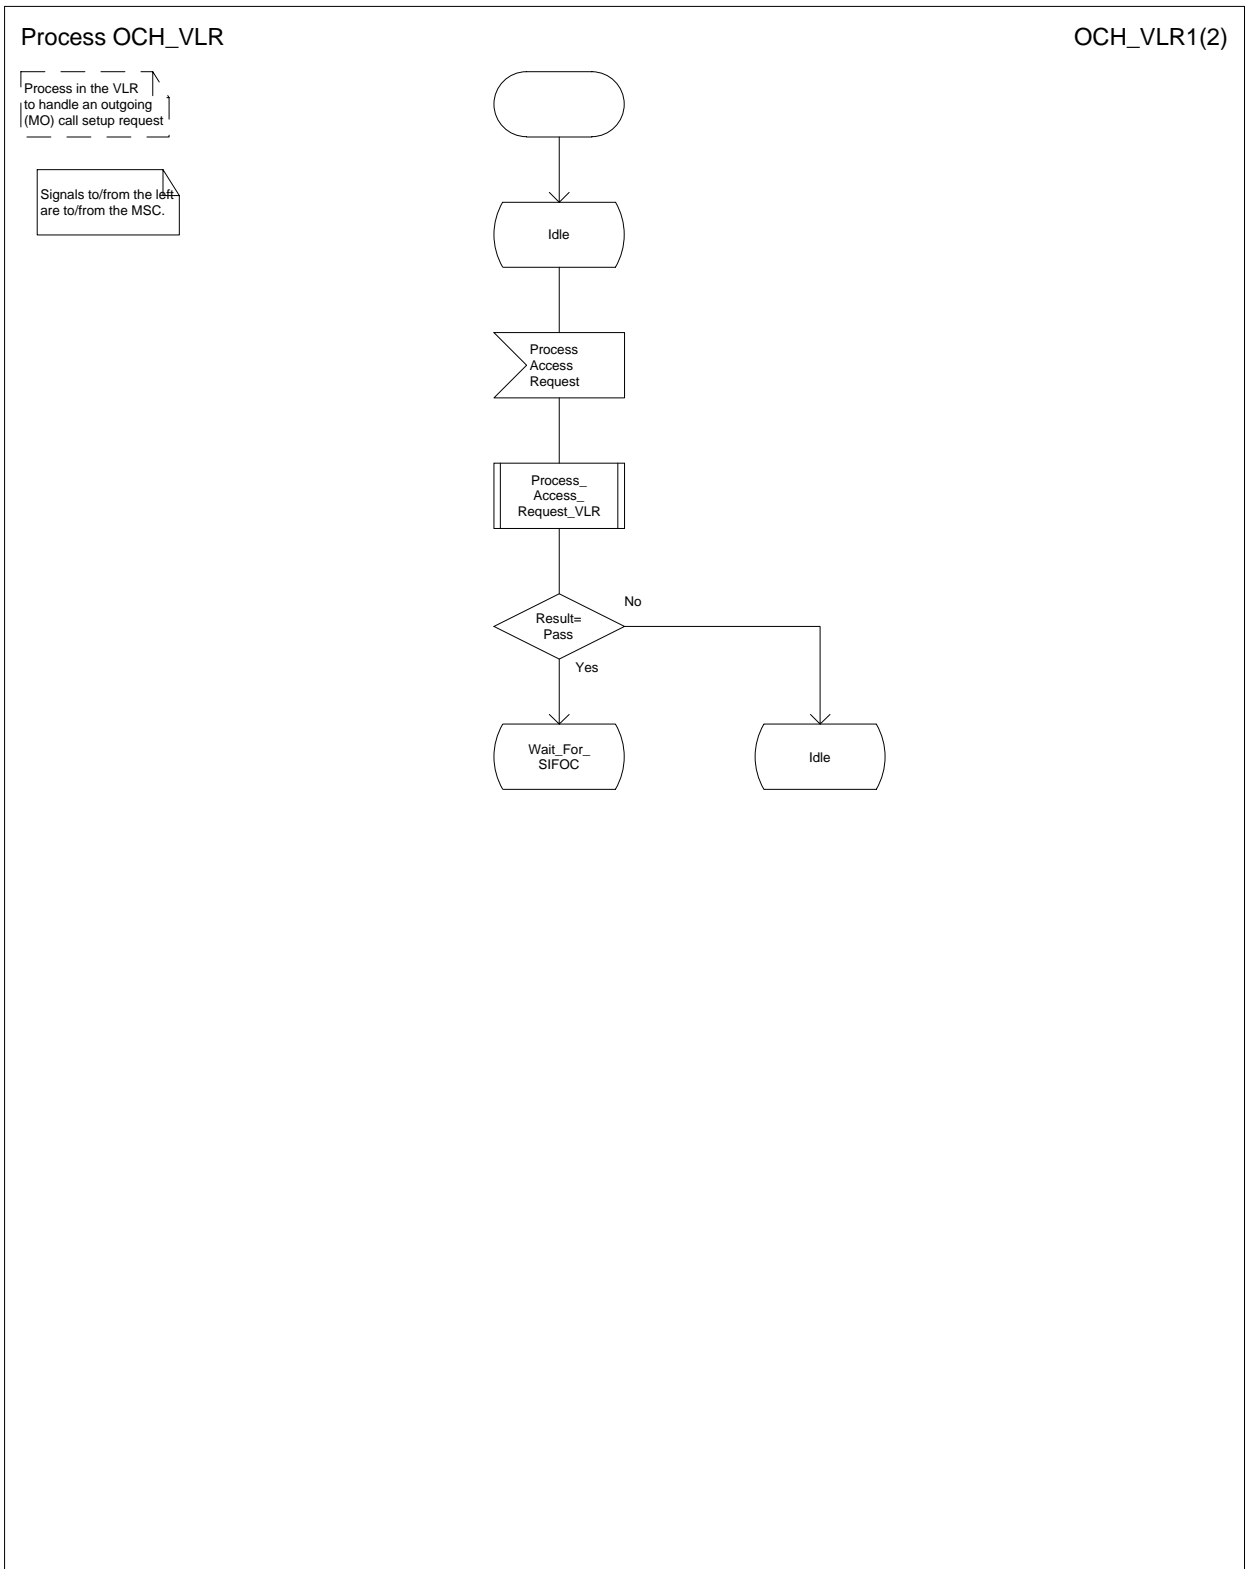 Process OCH_VLR
OCH_VLR1(2)
Process in the VLR
to handle an outgoing
(MO) call setup request
Signals to/from the left
are to/from the MSC.
Idle
Process
Access
Request
Process_
Access_
Request_VLR
Result=
Pass
No
Yes
Wait_For_
SIFOC
Idle